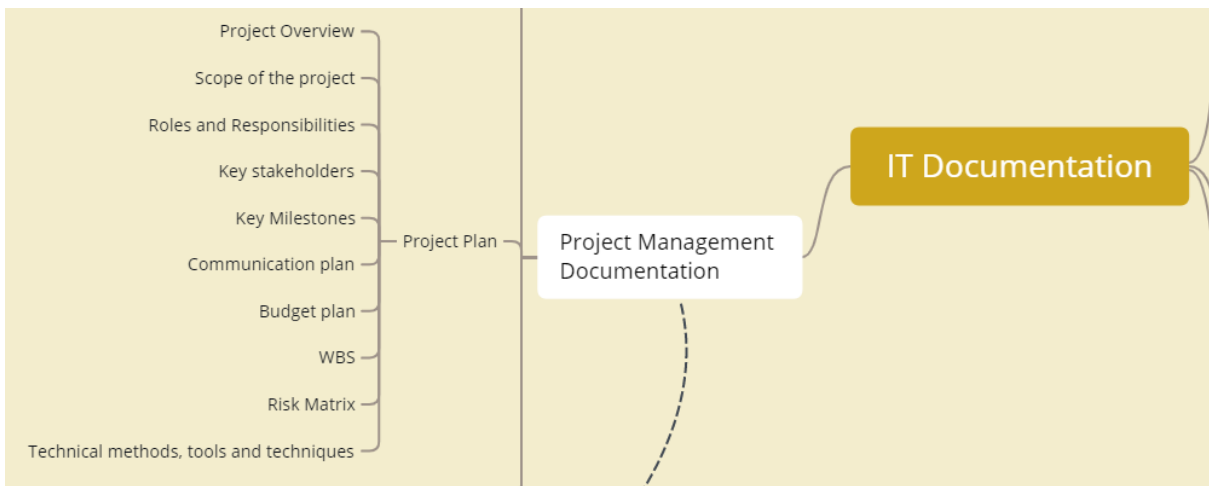 Project Overview
Scope of the project
Roles and Responsibilities
Key stakeholders
Key Milestones
Communication plan
Budget plan
WBS
Risk Matrix
Technical methods, tools and techniques
Project Plan
Project Management
Documentation
IT Documentation